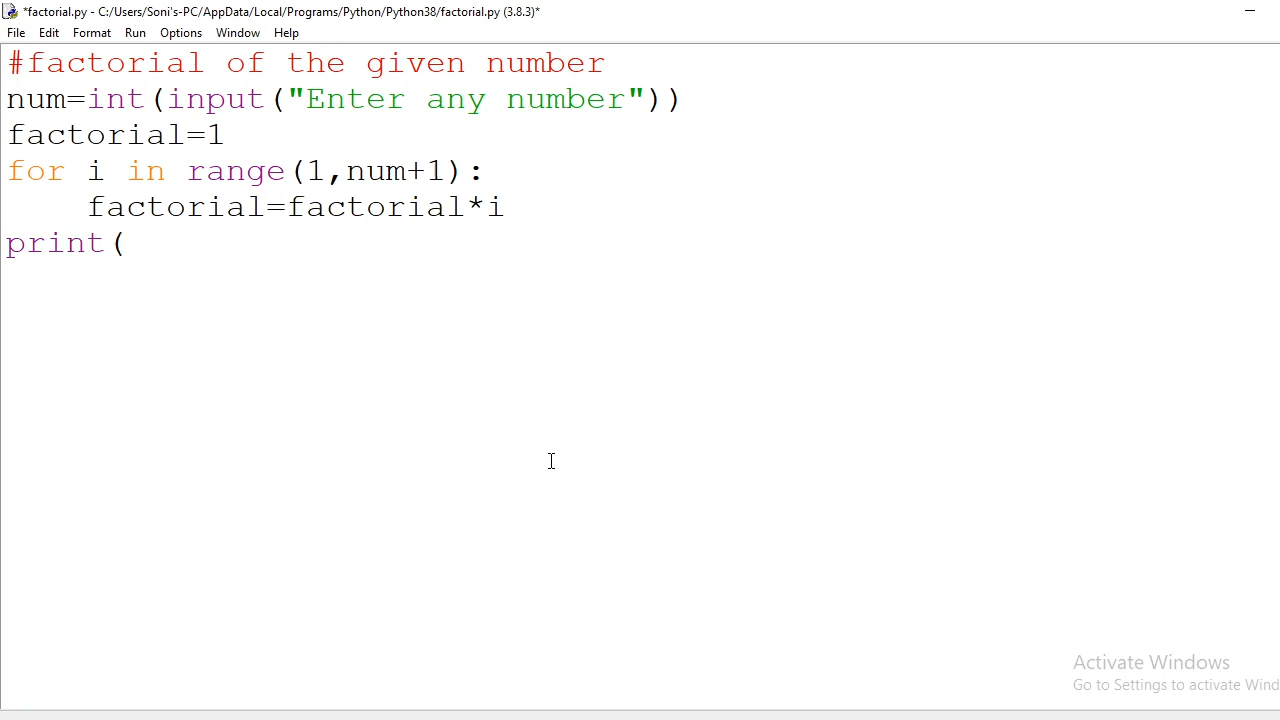 *factorial.py - C:/Users/Soni's-PC/AppData/Local/Programs/Python/Python38/factorial.py (3.8.3)*
File Edit Format Run Options Window Help
#factorial of the given number
num=int(input("Enter any number"))
factorial=1
for i in range(1,num+1):
    factorial=factorial*i
print(
Activate Windows
Go to Settings to activate Wind